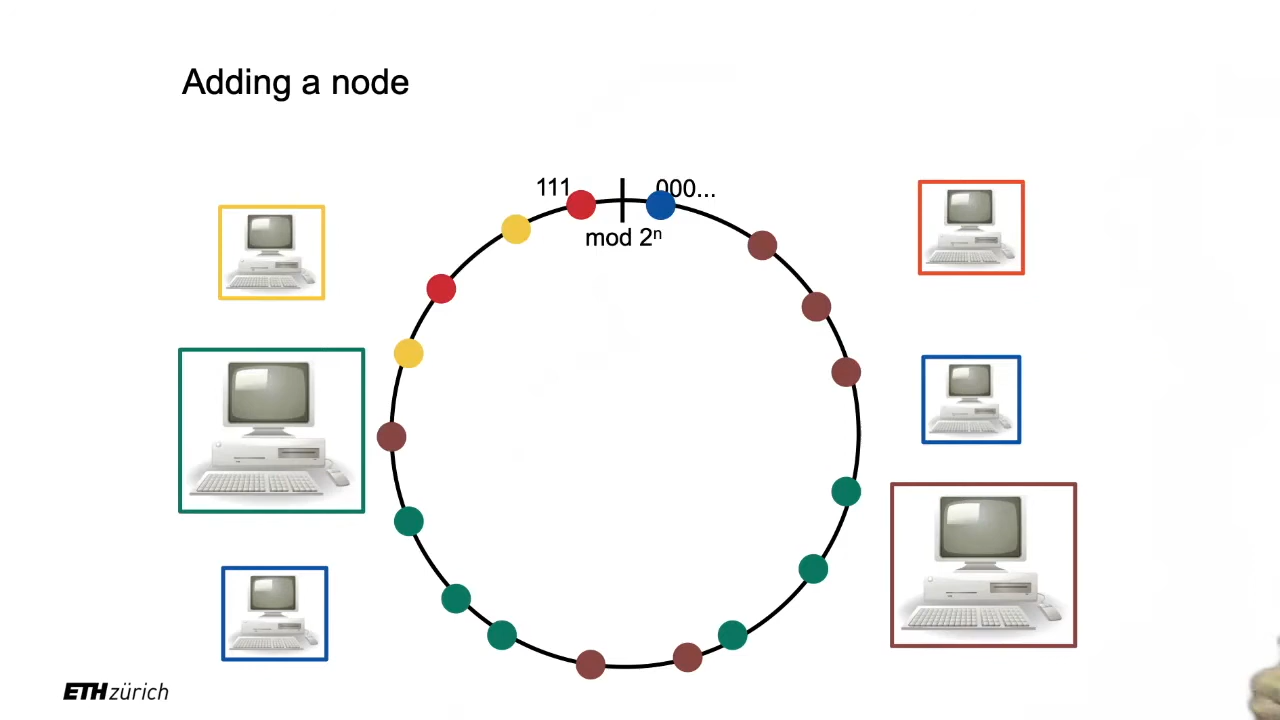 Adding a node
111
000...
mod 2ⁿ
ETH zürich